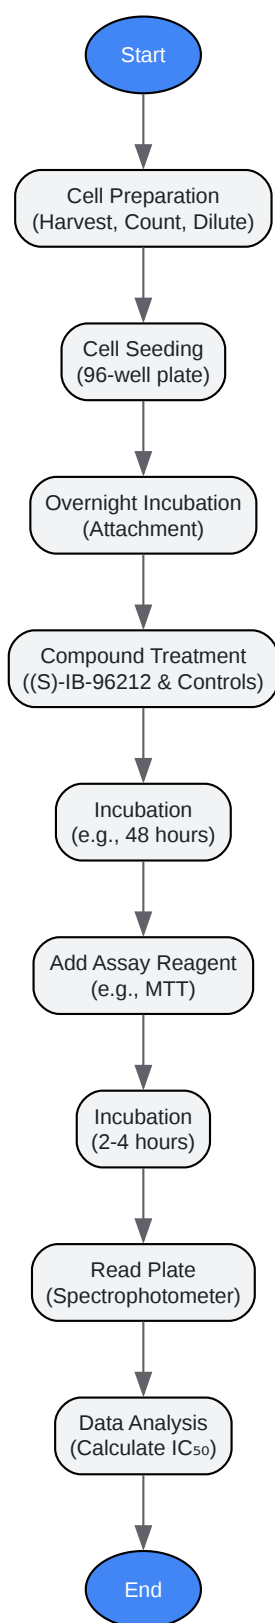 Start
Cell Preparation
(Harvest, Count, Dilute)
Cell Seeding
(96-well plate)
Overnight Incubation
(Attachment)
Compound Treatment
((S)-IB-96212 & Controls)
Incubation
(e.g., 48 hours)
Add Assay Reagent
(e.g., MTT)
Incubation
(2-4 hours)
Read Plate
(Spectrophotometer)
Data Analysis
(Calculate IC₅₀)
End